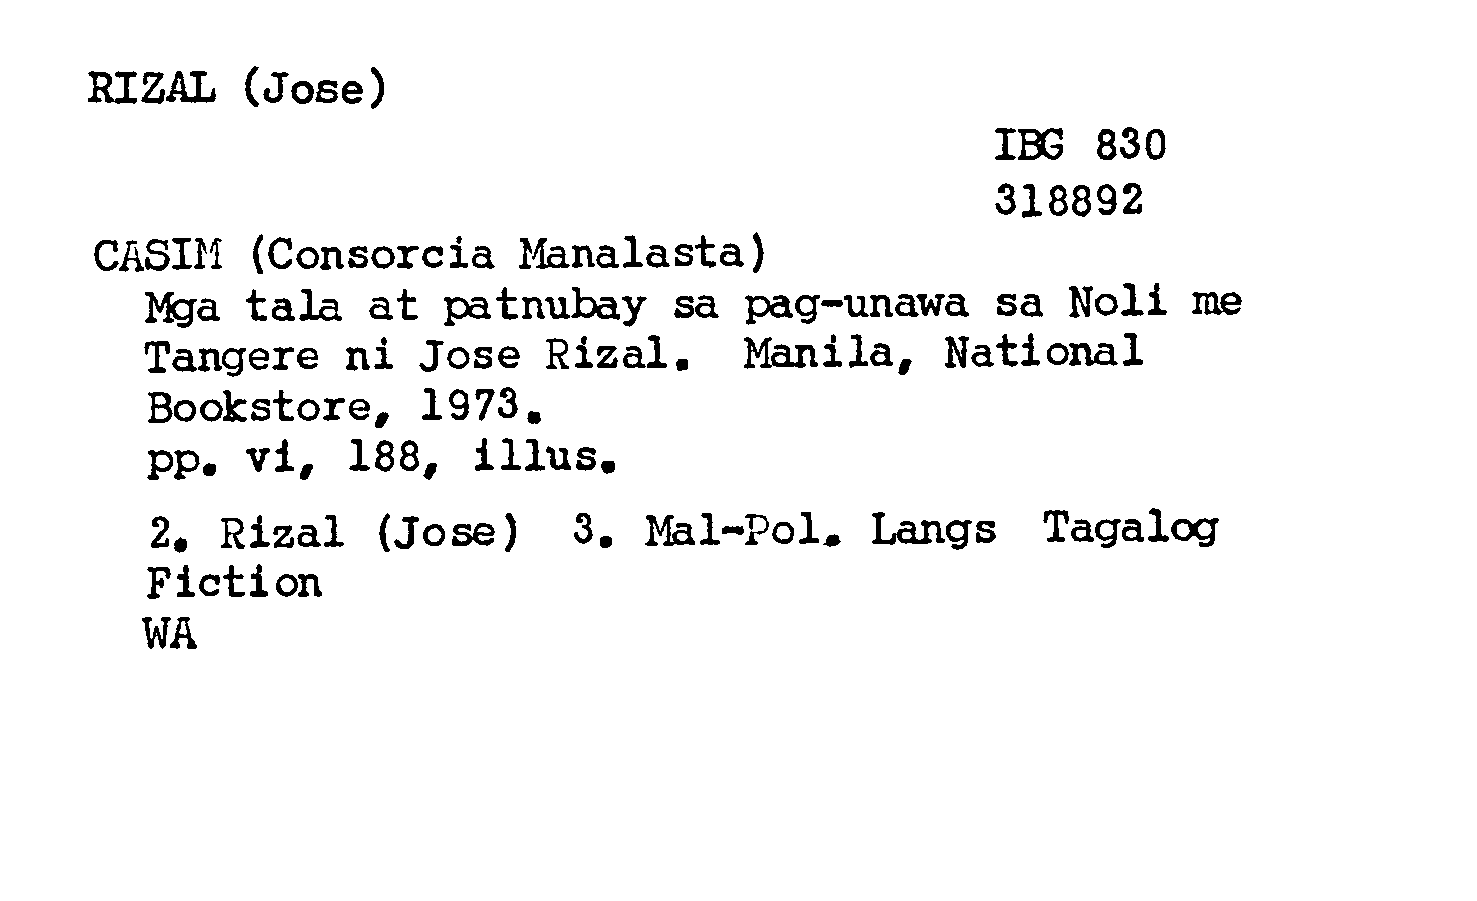 RIZAL (Jose)
IBG 830
318892
CASIM (Consorcia Manalasta)
Mga tala at patnubay sa pag-unawa sa Noli me
Tangere ni Jose Rizal. Manila, National
Bookstore, 1973.
pp. vi, 188, illus.
2. Rizal (Jose) 3. Mal-Pol. Langs Tagalog
Fiction
WA